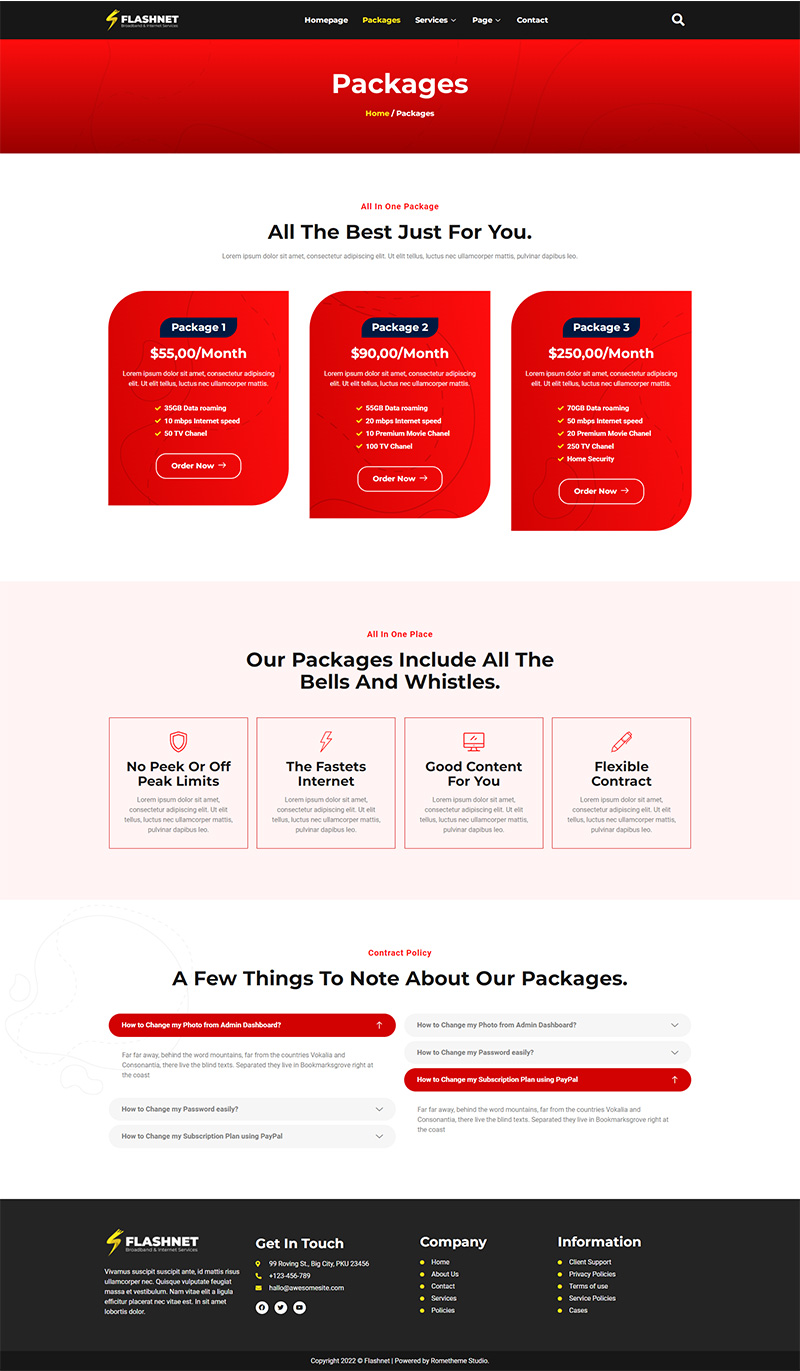 FLASHNET
Broadband & Internet Services
Homepage
Packages
Services
Page
Contact
Packages
Home / Packages
All In One Package
All The Best Just For You.
Lorem ipsum dolor sit amet, consectetur adipiscing elit. Ut elit tellus, luctus nec ullamcorper mattis, pulvinar dapibus leo.
Package 1
$55,00/Month
Lorem ipsum dolor sit amet, consectetur adipiscing
elit. Ut elit tellus, luctus nec ullamcorper mattis.
35GB Data roaming
10 mbps Internet speed
50 TV Chanel
Order Now
Package 2
$90,00/Month
Lorem ipsum dolor sit amet, consectetur adipiscing
elit. Ut elit tellus, luctus nec ullamcorper mattis.
55GB Data roaming
20 mbps Internet speed
10 Premium Movie Chanel
100 TV Chanel
Order Now
Package 3
$250,00/Month
Lorem ipsum dolor sit amet, consectetur adipiscing
elit. Ut elit tellus, luctus nec ullamcorper mattis.
70GB Data roaming
50 mbps Internet speed
20 Premium Movie Chanel
250 TV Chanel
Home Security
Order Now
All In One Place
Our Packages Include All The
Bells And Whistles.
No Peek Or Off
Peak Limits
Lorem ipsum dolor sit amet,
consectetur adipiscing elit. Ut elit
tellus, luctus nec ullamcorper mattis,
pulvinar dapibus leo.
The Fastets
Internet
Lorem ipsum dolor sit amet,
consectetur adipiscing elit. Ut elit
tellus, luctus nec ullamcorper mattis,
pulvinar dapibus leo.
Good Content
For You
Lorem ipsum dolor sit amet,
consectetur adipiscing elit. Ut elit
tellus, luctus nec ullamcorper mattis,
pulvinar dapibus leo.
Flexible
Contract
Lorem ipsum dolor sit amet,
consectetur adipiscing elit. Ut elit
tellus, luctus nec ullamcorper mattis,
pulvinar dapibus leo.
Contract Policy
A Few Things To Note About Our Packages.
How to Change my Photo from Admin Dashboard?
Far far away, behind the word mountains, far from the countries Vokalia and
Consonantia, there live the blind texts. Separated they live in Bookmarksgrove right at
the coast
How to Change my Password easily?
How to Change my Subscription Plan using PayPal
How to Change my Photo from Admin Dashboard?
How to Change my Password easily?
How to Change my Subscription Plan using PayPal
Far far away, behind the word mountains, far from the countries Vokalia and
Consonantia, there live the blind texts. Separated they live in Bookmarksgrove right at
the coast
FLASHNET
Broadband & Internet Services
Vivamus suscipit suscipit ante, id mattis risus
ullamcorper nec. Quisque vulputate feugiat
massa et vestibulum. Nam vitae elit a ligula
efficitur placerat nec vitae est. In sit amet
lobortis dolor.
Get In Touch
99 Roving St., Big City, PKU 23456
+123-456-789
hallo@awesomesite.com
Company
Home
About Us
Contact
Services
Policies
Information
Client Support
Privacy Policies
Terms of use
Service Policies
Cases
Copyright 2022 © Flashnet | Powered by Rometheme Studio.